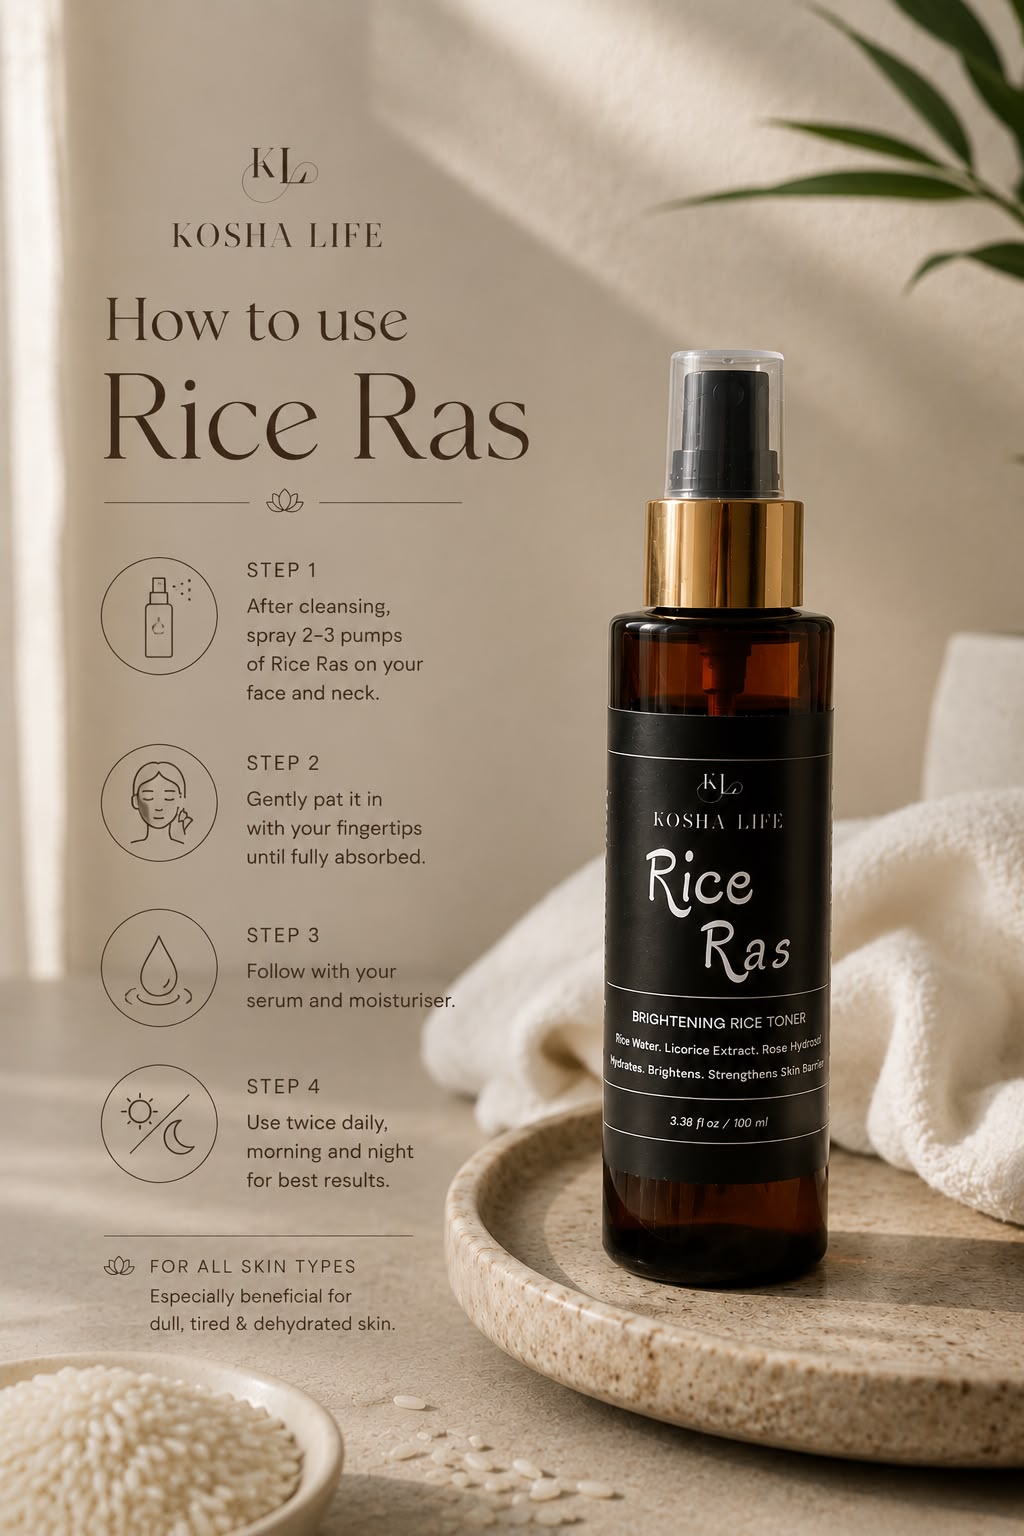 KL
KOSHA LIFE
How to use
Rice Ras
STEP 1
After cleansing,
spray 2–3 pumps
of Rice Ras on your
face and neck.
STEP 2
Gently pat it in
with your fingertips
until fully absorbed.
STEP 3
Follow with your
serum and moisturiser.
STEP 4
Use twice daily,
morning and night
for best results.
FOR ALL SKIN TYPES
Especially beneficial for
dull, tired & dehydrated skin.
KL
KOSHA LIFE
Rice
Ras
BRIGHTENING RICE TONER
Rice Water. Licorice Extract. Rose Hydrosol
Hydrates. Brightens. Strengthens Skin Barrier
3.38 fl oz / 100 ml